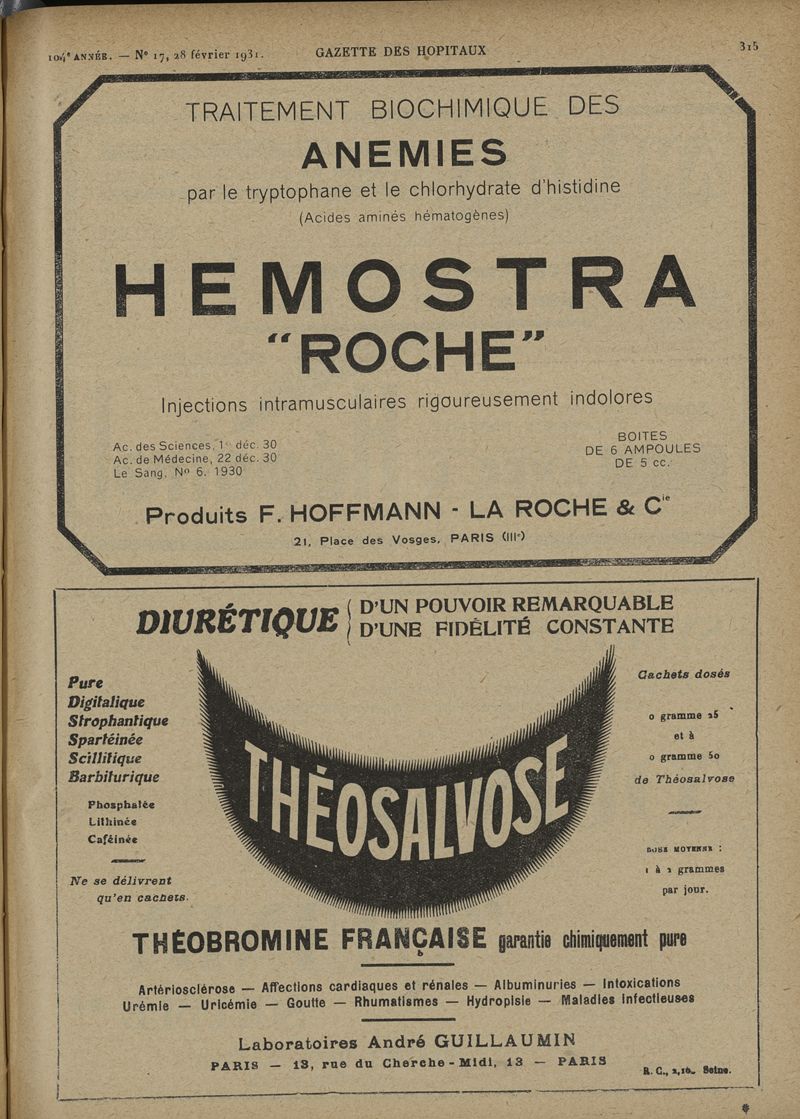 104e ANNÉE. — No 17, 28 février 1931.
GAZETTE DES HOPITAUX
315
TRAITEMENT BIOCHIMIQUE DES
ANEMIES
par le tryptophane et le chlorhydrate d'histidine
(Acides aminés hématogènes)
HEMOSTRA
"ROCHE"
Injections intramusculaires rigoureusement indolores
Ac. des Sciences, 1er déc. 30
Ac. de Médecine, 22 déc. 30
Le Sang. No 6. 1930
BOITES
DE 6 AMPOULES
DE 5 cc.
Produits F. HOFFMANN - LA ROCHE & Cie
21, Place des Vosges, PARIS (IIIe)
DIURÉTIQUE
D'UN POUVOIR REMARQUABLE
D'UNE FIDÉLITÉ CONSTANTE
Pure
Digitalique
Strophantique
Spartéinée
Scillitique
Barbiturique
Phosphatée
Lithinée
Caféinée
Ne se délivrent
qu'en cachets.
THÉOSALVOSE
Cachets dosés
0 gramme 25
et à
0 gramme 50
de Théosalvose
DOSE MOYENNE :
1 à 2 grammes
par jour.
THÉOBROMINE FRANÇAISE garantie chimiquement pure
Artériosclérose — Affections cardiaques et rénales — Albuminuries — Intoxications
Urémie — Uricémie — Goutte — Rhumatismes — Hydropisie — Maladies infectieuses
Laboratoires André GUILLAUMIN
PARIS — 13, rue du Cherche-Midi, 13 — PARIS
R. C., Seine.